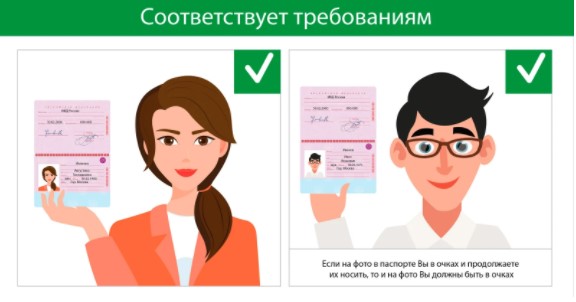 Соответствует требованиям
Если на фото в паспорте Вы в очках и продолжаете
их носить, то и на фото Вы должны быть в очках